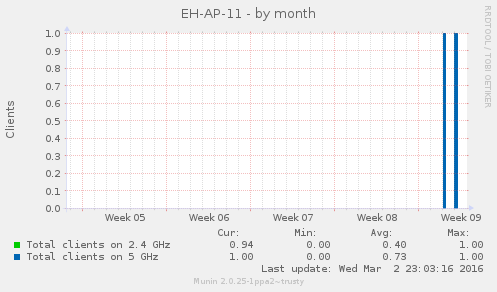 EH-AP-11 - by month
RRDTOOL / TOBI OETIKER
Clients
1.0
0.9
0.8
0.7
0.6
0.5
0.4
0.3
0.2
0.1
0.0
Week 05 Week 06 Week 07 Week 08 Week 09
Cur: Min: Avg: Max:
Total clients on 2.4 GHz 0.94 0.00 0.40 1.00
Total clients on 5 GHz 1.00 0.00 0.73 1.00
Last update: Wed Mar 2 23:03:16 2016
Munin 2.0.25-1ppa2~trusty